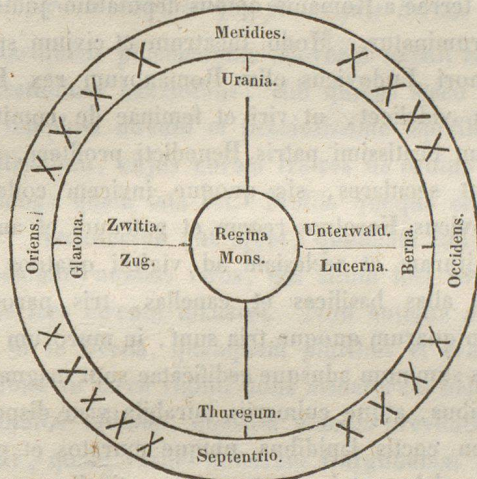 Meridies.
Urania.
Oriens.
Glarona.
Zwitia.
Zug.
Regina
Mons.
Unterwald.
Lucerna.
Berna.
Occidens.
Thuregum.
Septentrio.